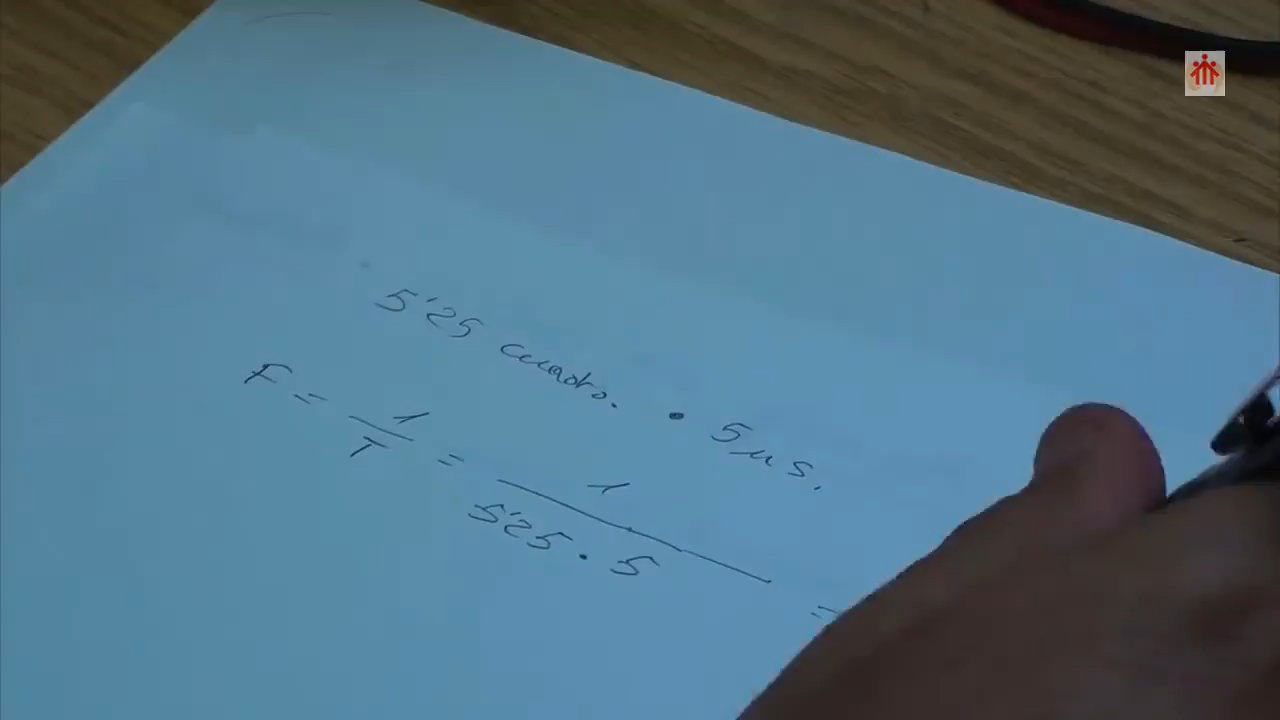 5'25 cuadro. • 5 μs.
F = 1/T = 1/5'25 • 5 =